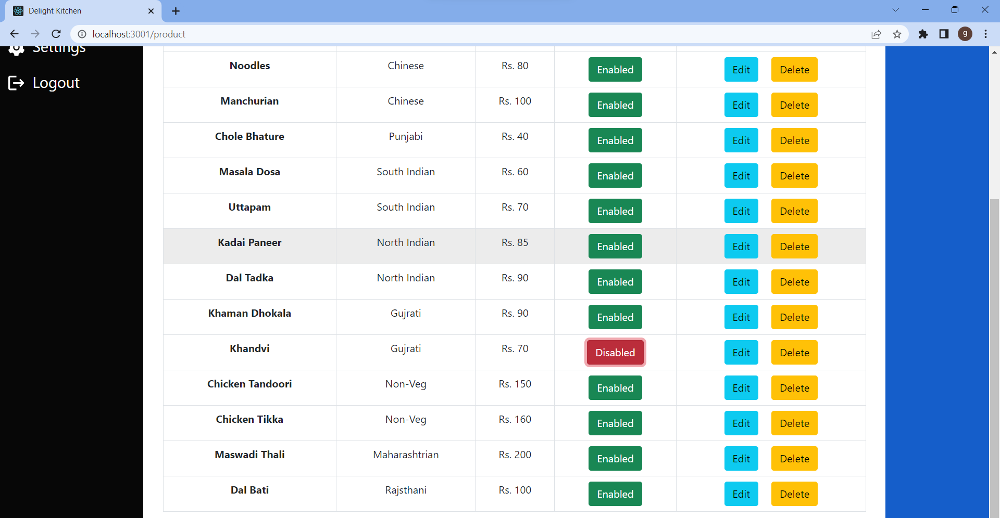 Delight Kitchen
localhost:3001/product
g
Settings
Logout
Noodles Chinese Rs. 80 Enabled Edit Delete
Manchurian Chinese Rs. 100 Enabled Edit Delete
Chole Bhature Punjabi Rs. 40 Enabled Edit Delete
Masala Dosa South Indian Rs. 60 Enabled Edit Delete
Uttapam South Indian Rs. 70 Enabled Edit Delete
Kadai Paneer North Indian Rs. 85 Enabled Edit Delete
Dal Tadka North Indian Rs. 90 Enabled Edit Delete
Khaman Dhokala Gujrati Rs. 90 Enabled Edit Delete
Khandvi Gujrati Rs. 70 Disabled Edit Delete
Chicken Tandoori Non-Veg Rs. 150 Enabled Edit Delete
Chicken Tikka Non-Veg Rs. 160 Enabled Edit Delete
Maswadi Thali Maharashtrian Rs. 200 Enabled Edit Delete
Dal Bati Rajsthani Rs. 100 Enabled Edit Delete